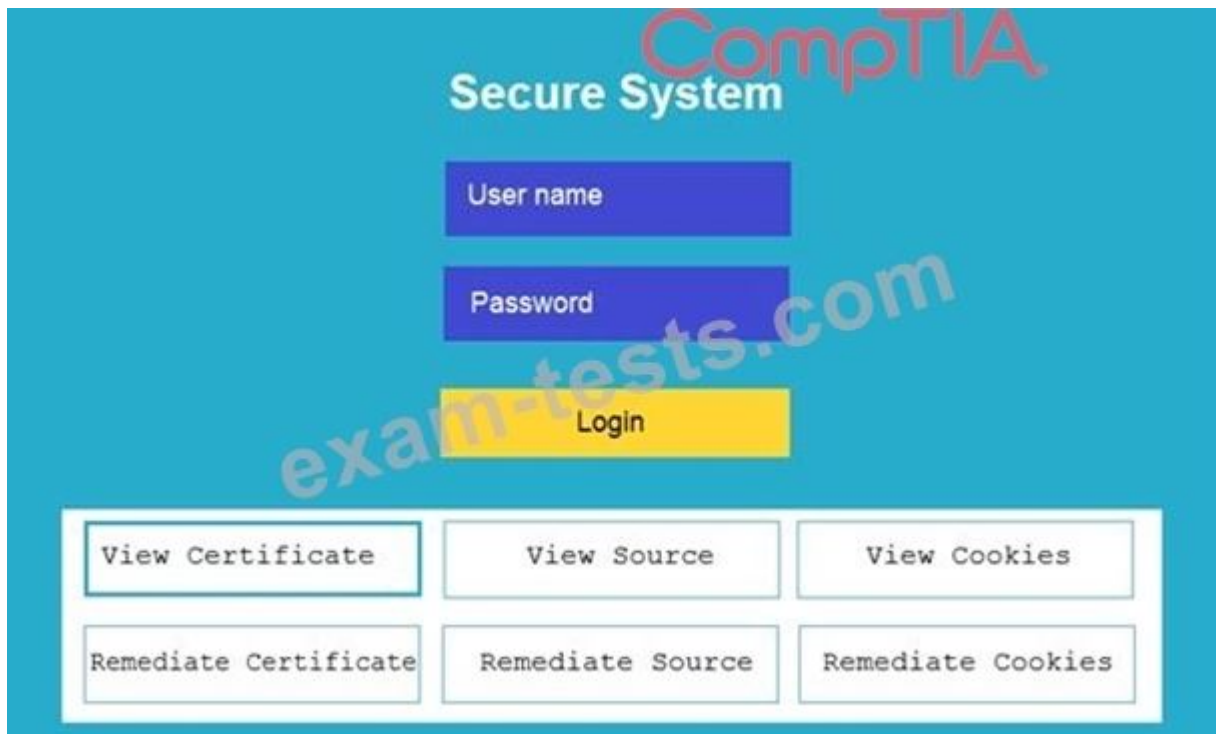 CompTIA.
Secure System
User name
Password
exam-tests.com
Login
View Certificate
View Source
View Cookies
Remediate Certificate
Remediate Source
Remediate Cookies